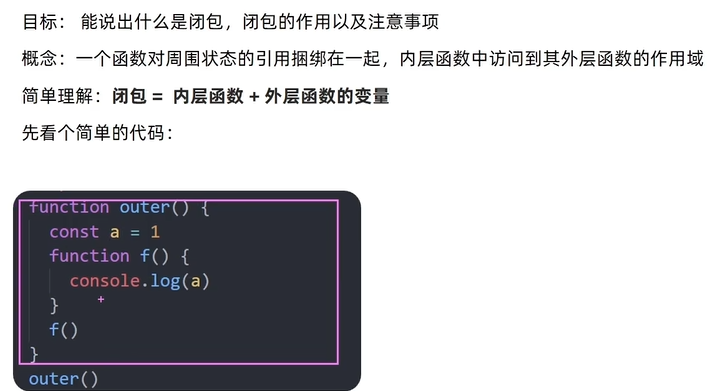 目标： 能说出什么是闭包，闭包的作用以及注意事项
概念：一个函数对周围状态的引用捆绑在一起，内层函数中访问到其外层函数的作用域
简单理解：闭包 = 内层函数 + 外层函数的变量
先看个简单的代码：
function outer() {
  const a = 1
  function f() {
    console.log(a)
  }
  f()
}
outer()